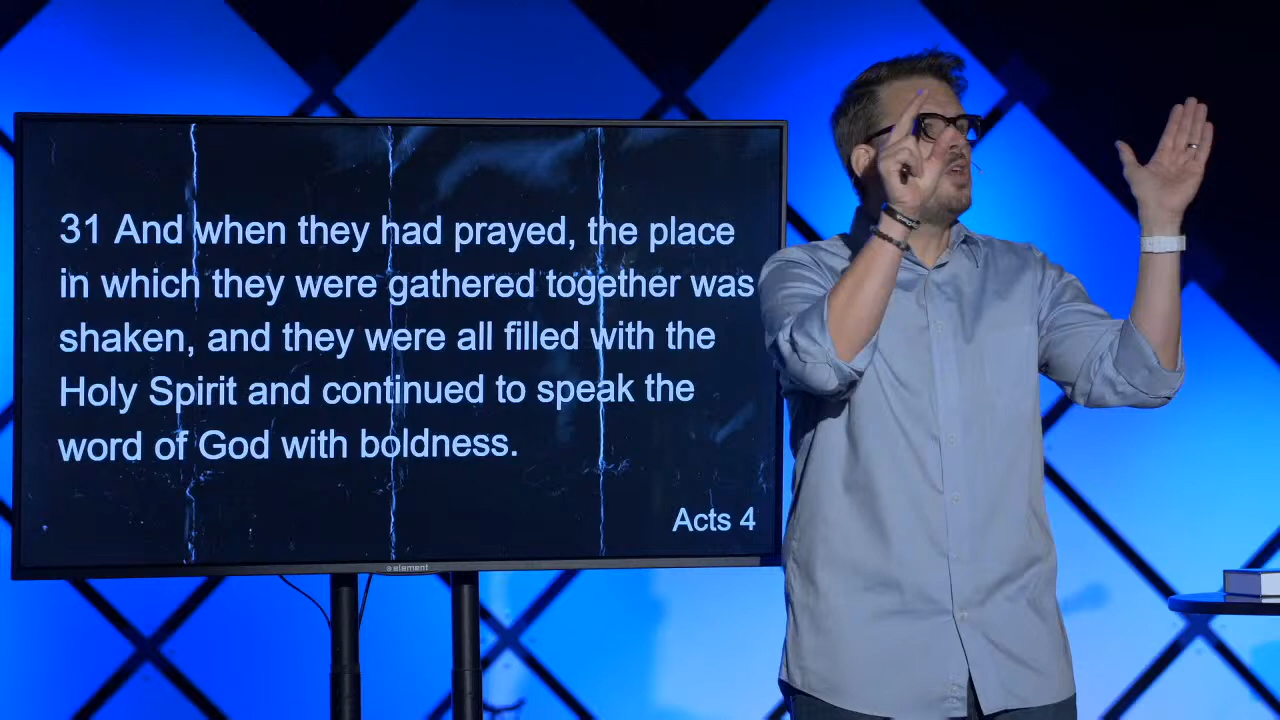 31 And when they had prayed, the place
in which they were gathered together was
shaken, and they were all filled with the
Holy Spirit and continued to speak the
word of God with boldness.
Acts 4
element